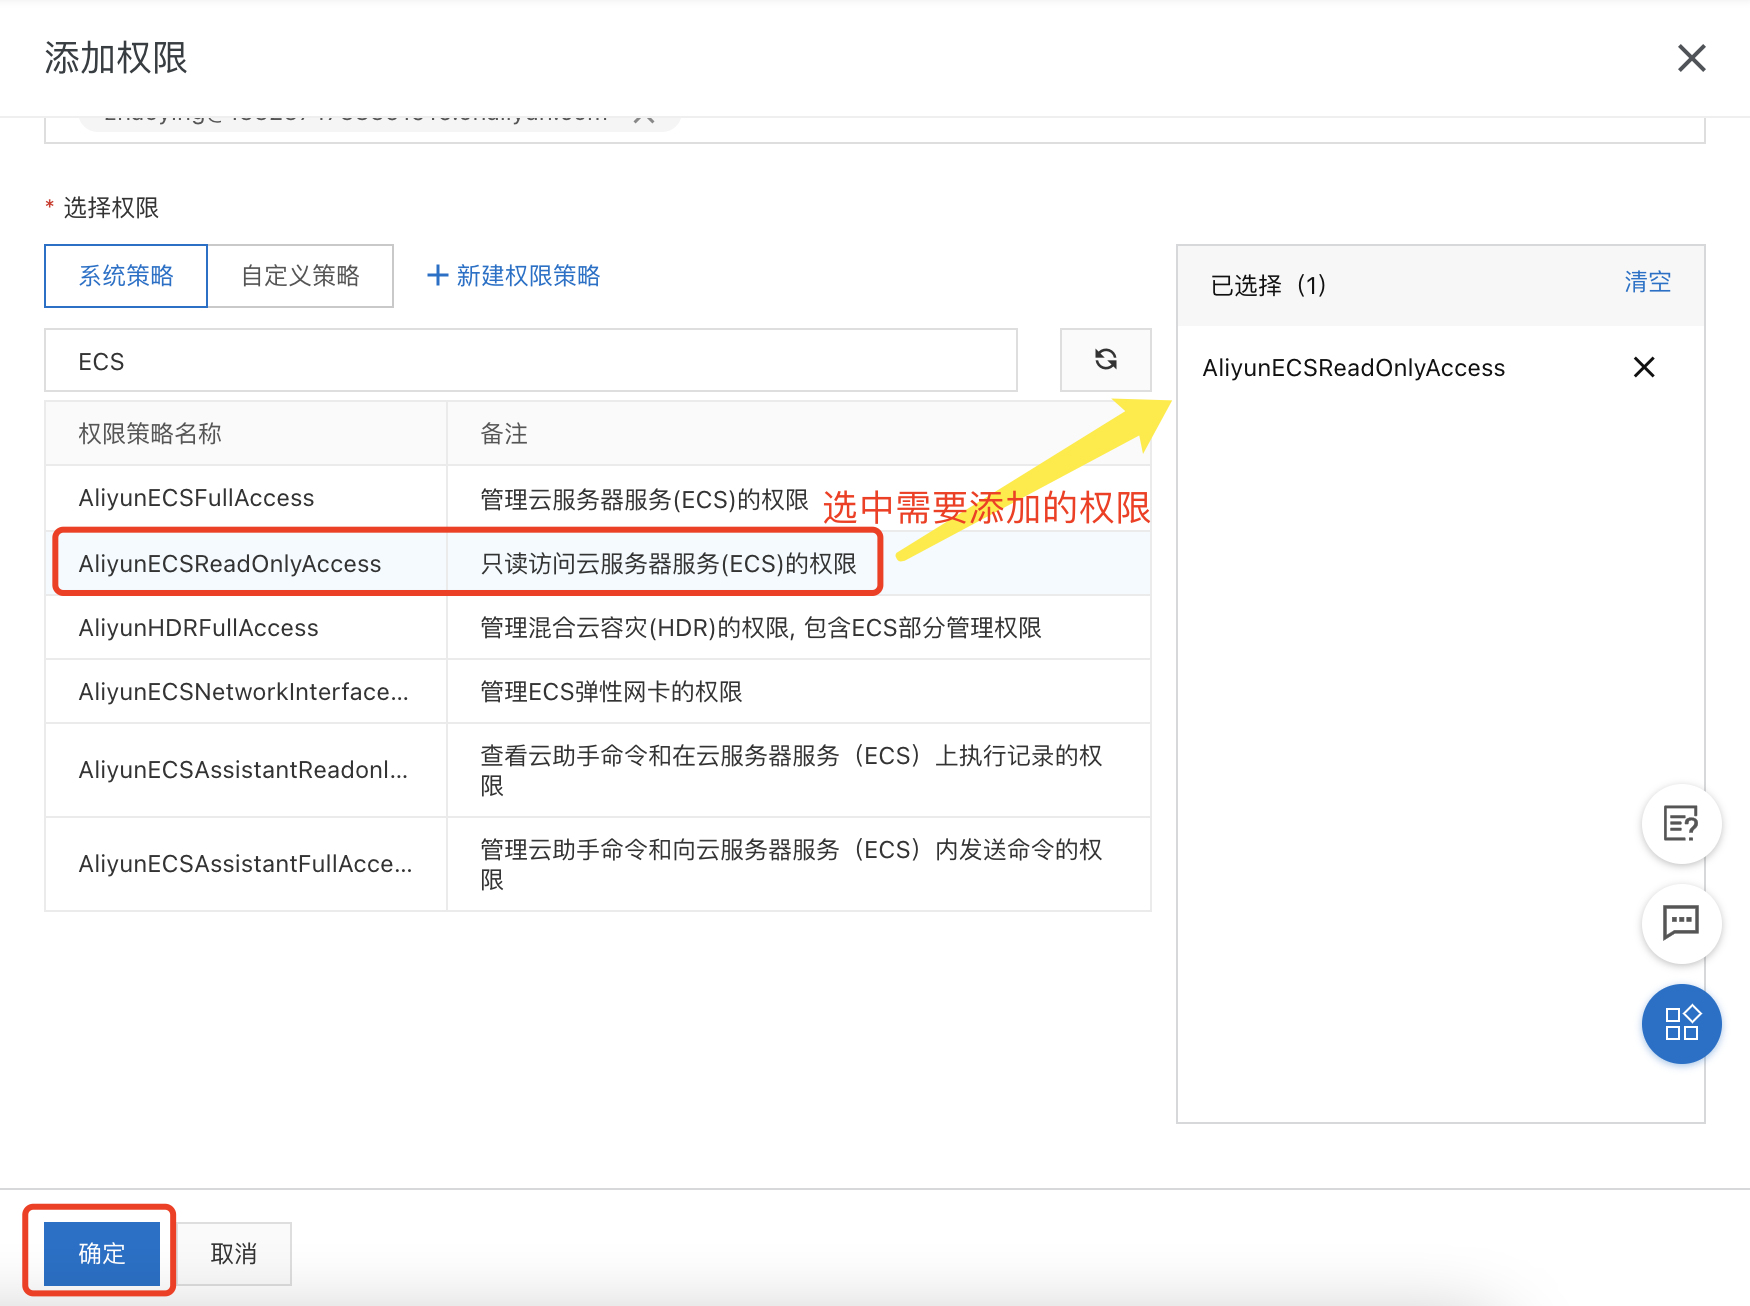 添加权限
* 选择权限
系统策略
自定义策略
新建权限策略
已选择（1）
清空
ECS
AliyunECSReadOnlyAccess
权限策略名称
备注
AliyunECSFullAccess
管理云服务器服务(ECS)的权限
选中需要添加的权限
AliyunECSReadOnlyAccess
只读访问云服务器服务(ECS)的权限
AliyunHDRFullAccess
管理混合云容灾(HDR)的权限, 包含ECS部分管理权限
AliyunECSNetworkInterface...
管理ECS弹性网卡的权限
AliyunECSAssistantReadonl...
查看云助手命令和在云服务器服务（ECS）上执行记录的权
限
AliyunECSAssistantFullAcce...
管理云助手命令和向云服务器服务（ECS）内发送命令的权
限
确定
取消